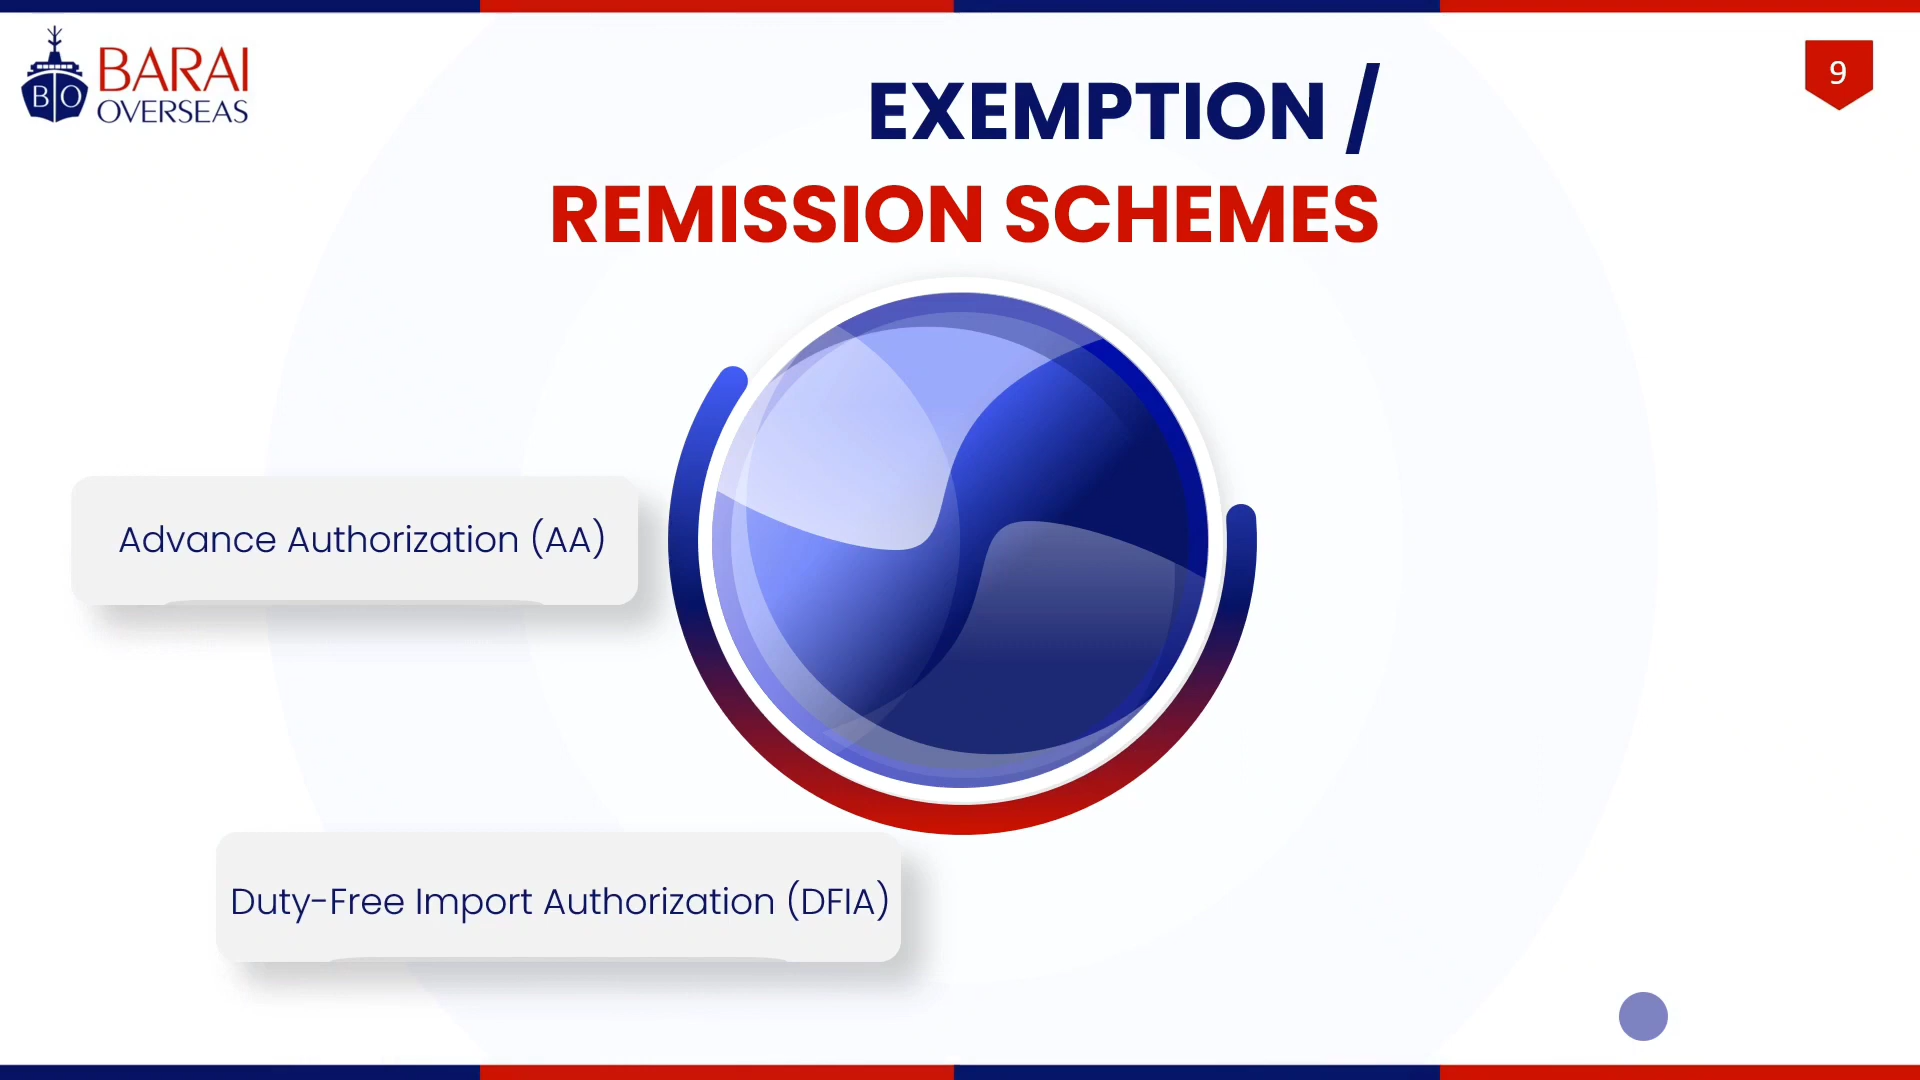 BARAI
OVERSEAS
BO
9
EXEMPTION /
REMISSION SCHEMES
Advance Authorization (AA)
Duty-Free Import Authorization (DFIA)